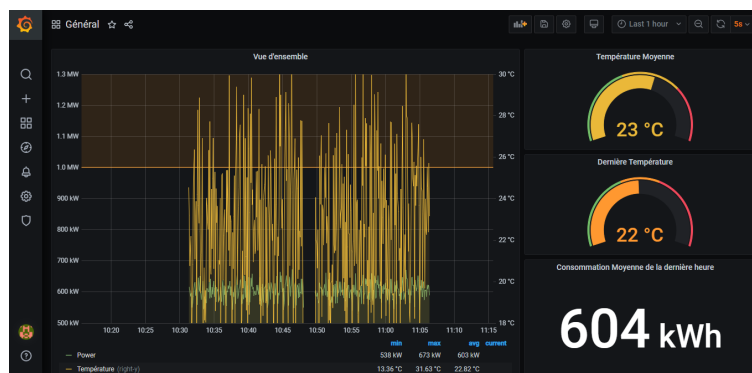 Général
Last 1 hour
5s
Vue d'ensemble
1.3 MW
1.2 MW
1.1 MW
1.0 MW
900 kW
800 kW
700 kW
600 kW
500 kW
30 °C
28 °C
26 °C
24 °C
22 °C
20 °C
18 °C
10:20 10:25 10:30 10:35 10:40 10:45 10:50 10:55 11:00 11:05 11:10 11:15
min max avg current
Power 538 kW 673 kW 603 kW
Température (right-y) 13.36 °C 31.63 °C 22.82 °C
Température Moyenne
23 °C
Dernière Température
22 °C
Consommation Moyenne de la dernière heure
604 kWh